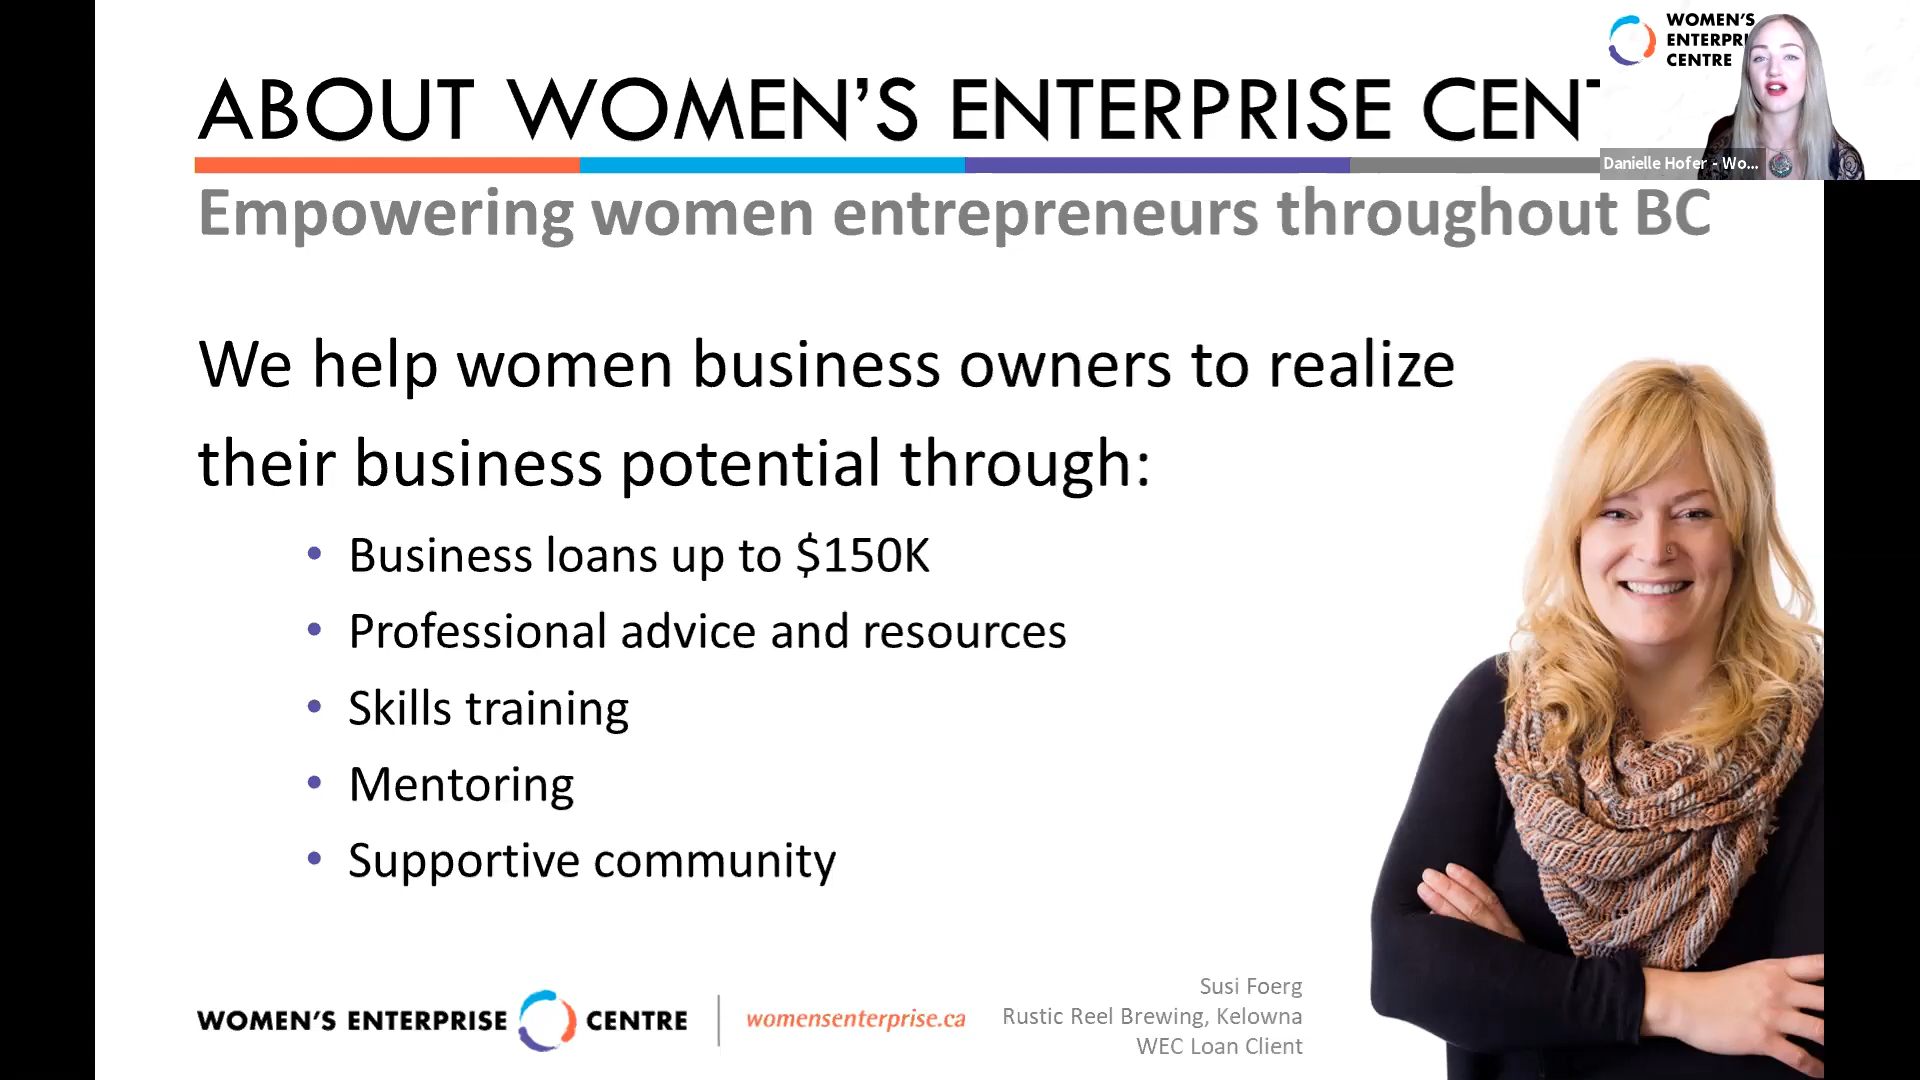 WOMEN'S
ENTERPRI
CENTRE
ABOUT WOMEN'S ENTERPRISE CENT
Danielle Hofer - Wo...
Empowering women entrepreneurs throughout BC
We help women business owners to realize
their business potential through:
• Business loans up to $150K
• Professional advice and resources
• Skills training
• Mentoring
• Supportive community
WOMEN'S ENTERPRISE CENTRE
womensenterprise.ca
Susi Foerg
Rustic Reel Brewing, Kelowna
WEC Loan Client